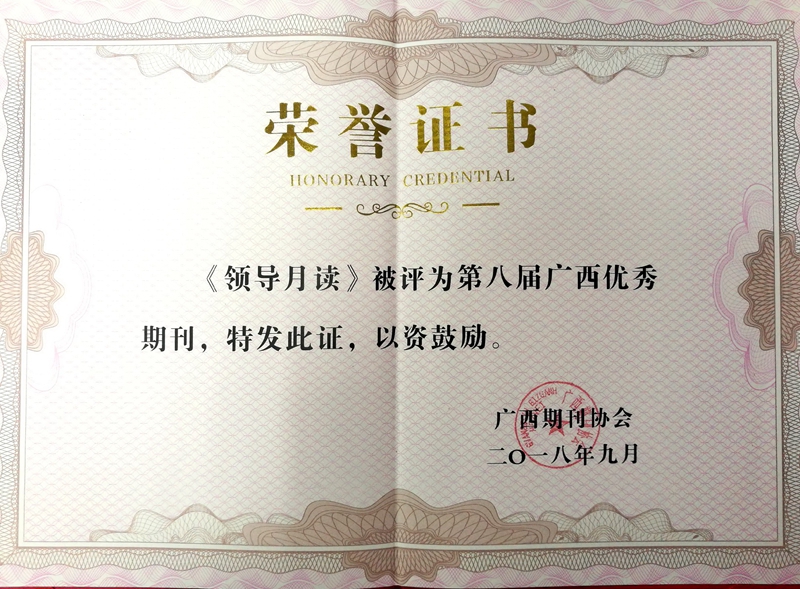 荣誉证书
HONORARY CREDENTIAL
《领导月读》被评为第八届广西优秀
期刊，特发此证，以资鼓励。
广西期刊协会
二〇一八年九月